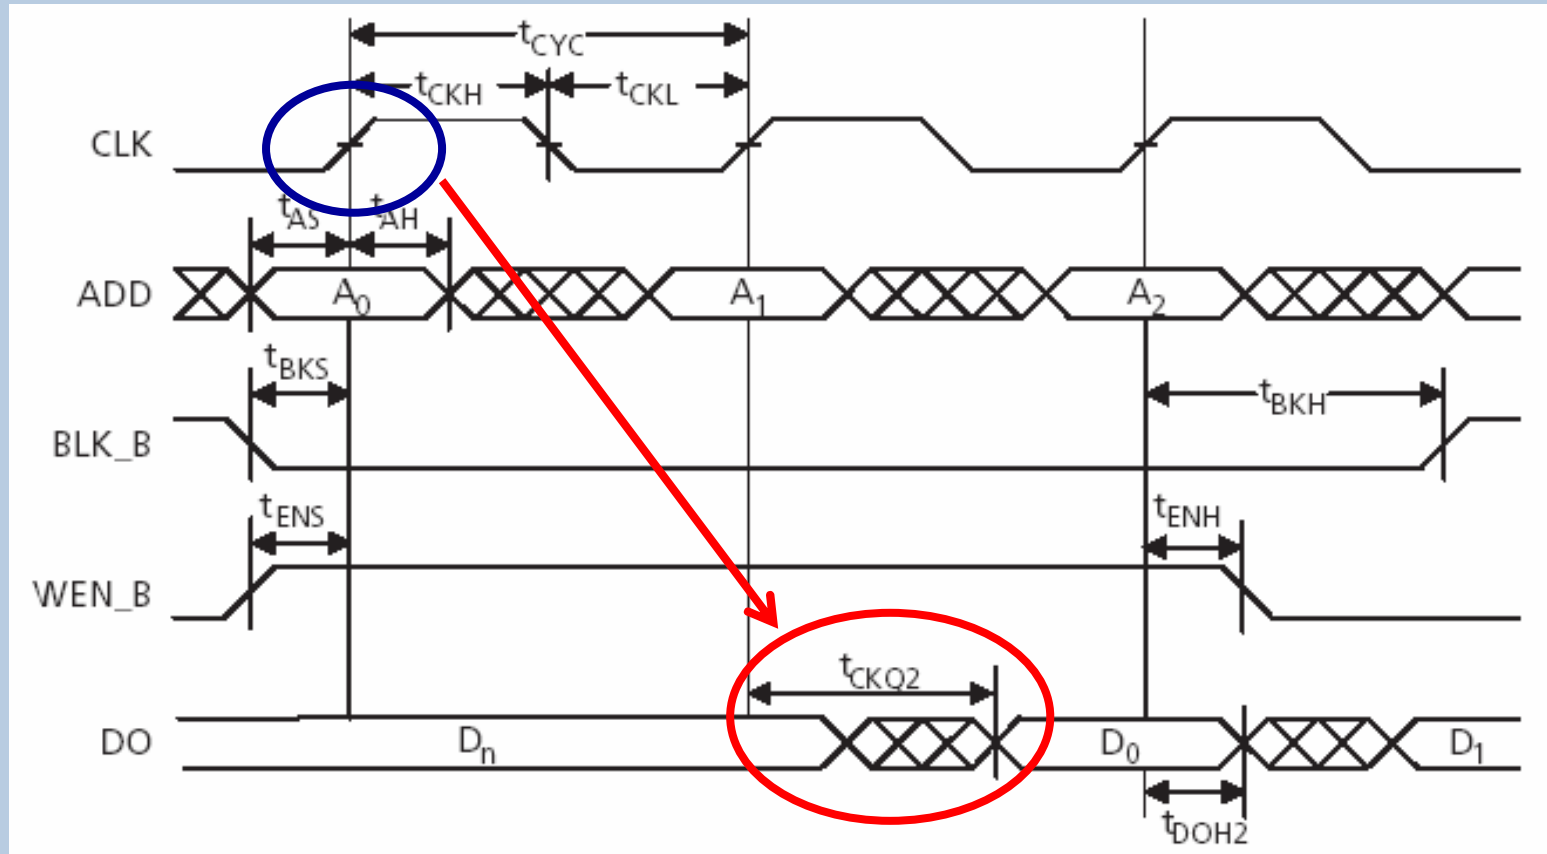 tCYC
tCKH tCKL
CLK
tAS tAH
ADD A0 A1 A2
tBKS
tBKH
BLK_B
tENS tENH
WEN_B
tCKQ2
DO Dn D0 D1
tDOH2